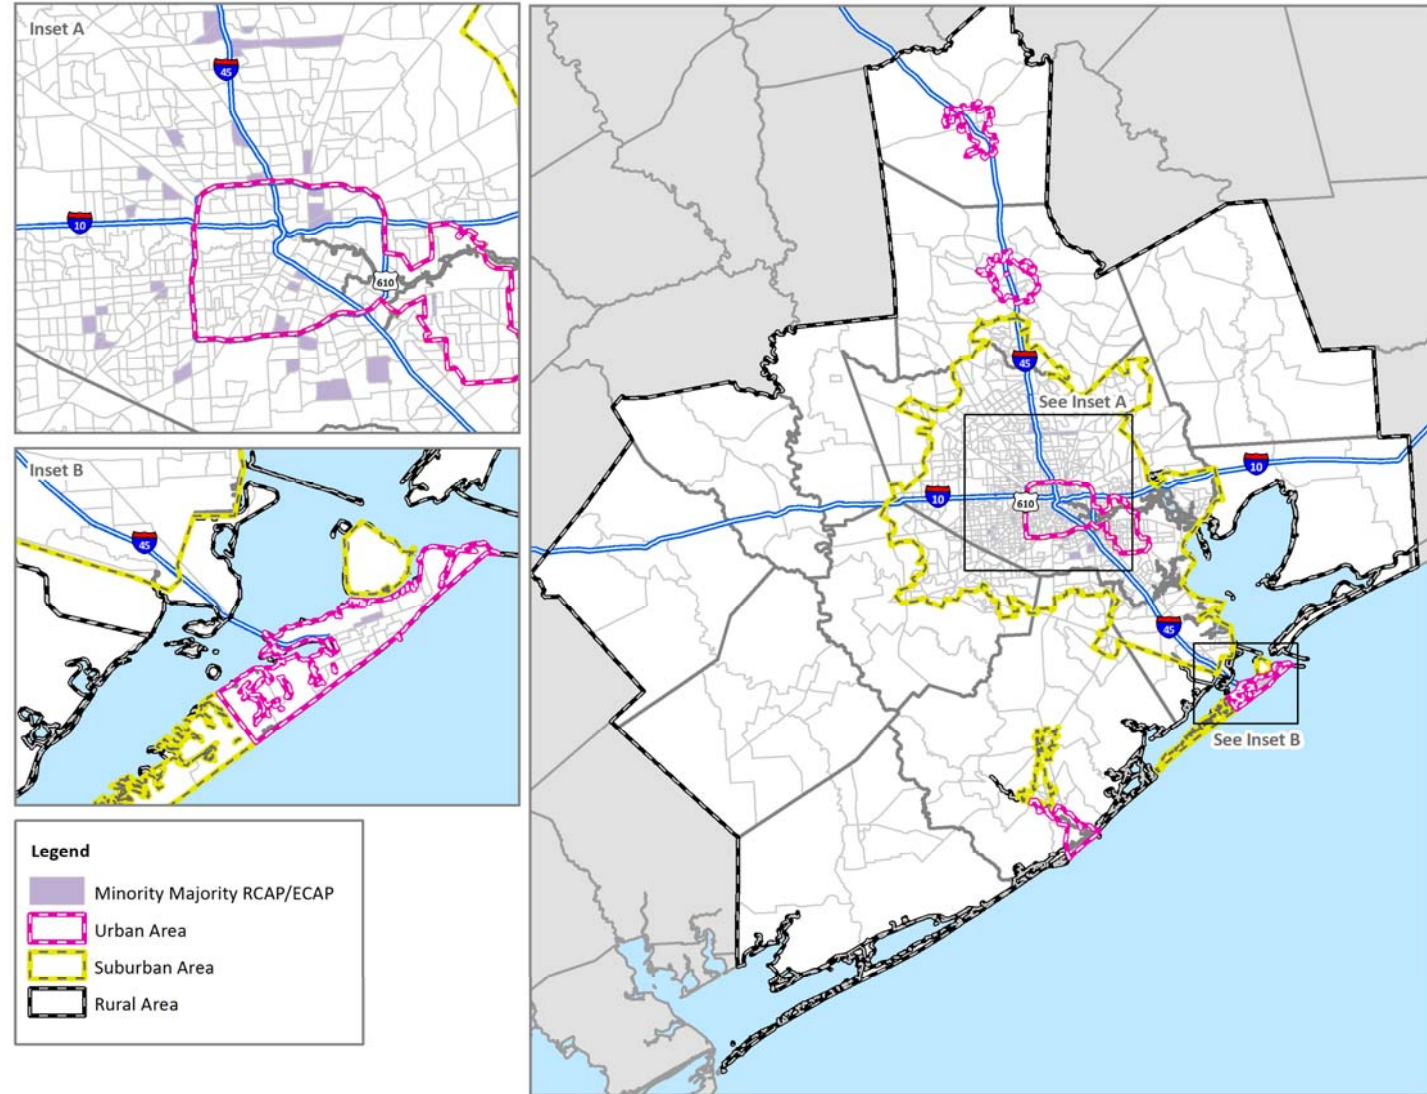 Inset A
45
10
610
Inset B
45
Legend
Minority Majority RCAP/ECAP
Urban Area
Suburban Area
Rural Area
45
See Inset A
10
10
610
45
See Inset B